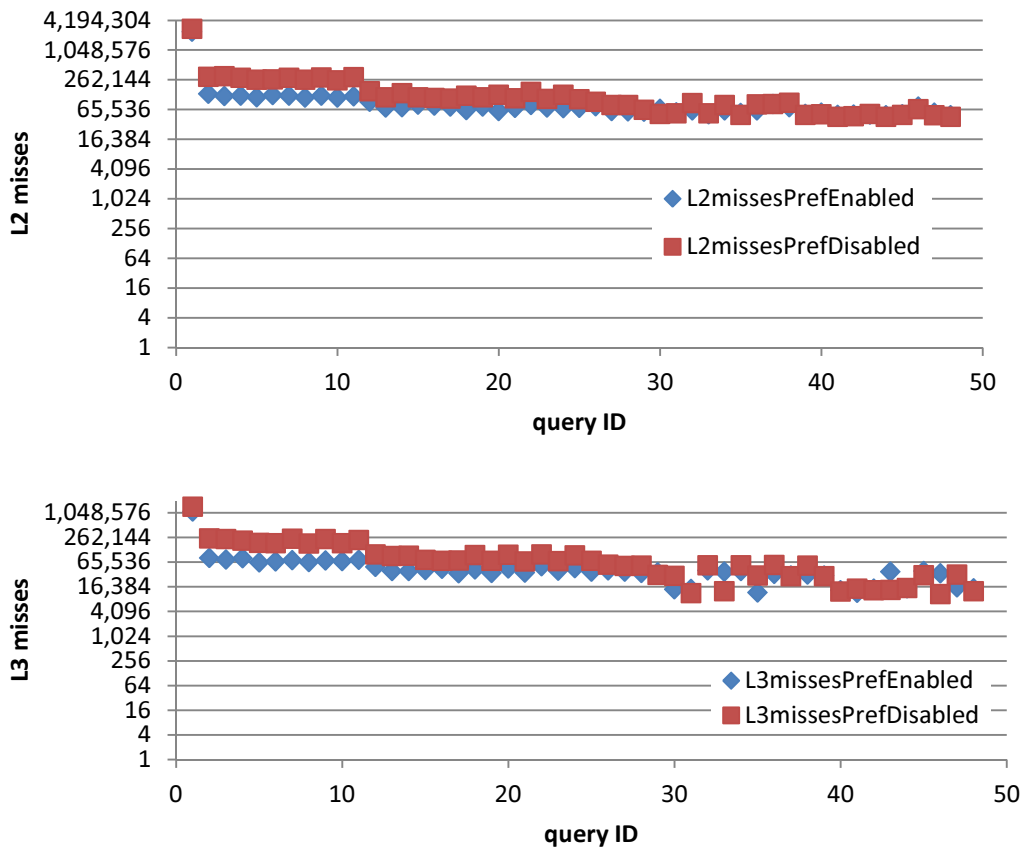 4,194,304
1,048,576
262,144
65,536
16,384
4,096
1,024
256
64
16
4
1
L2 misses
L2missesPrefEnabled
L2missesPrefDisabled
0 10 20 30 40 50
query ID
1,048,576
262,144
65,536
16,384
4,096
1,024
256
64
16
4
1
L3 misses
L3missesPrefEnabled
L3missesPrefDisabled
0 10 20 30 40 50
query ID